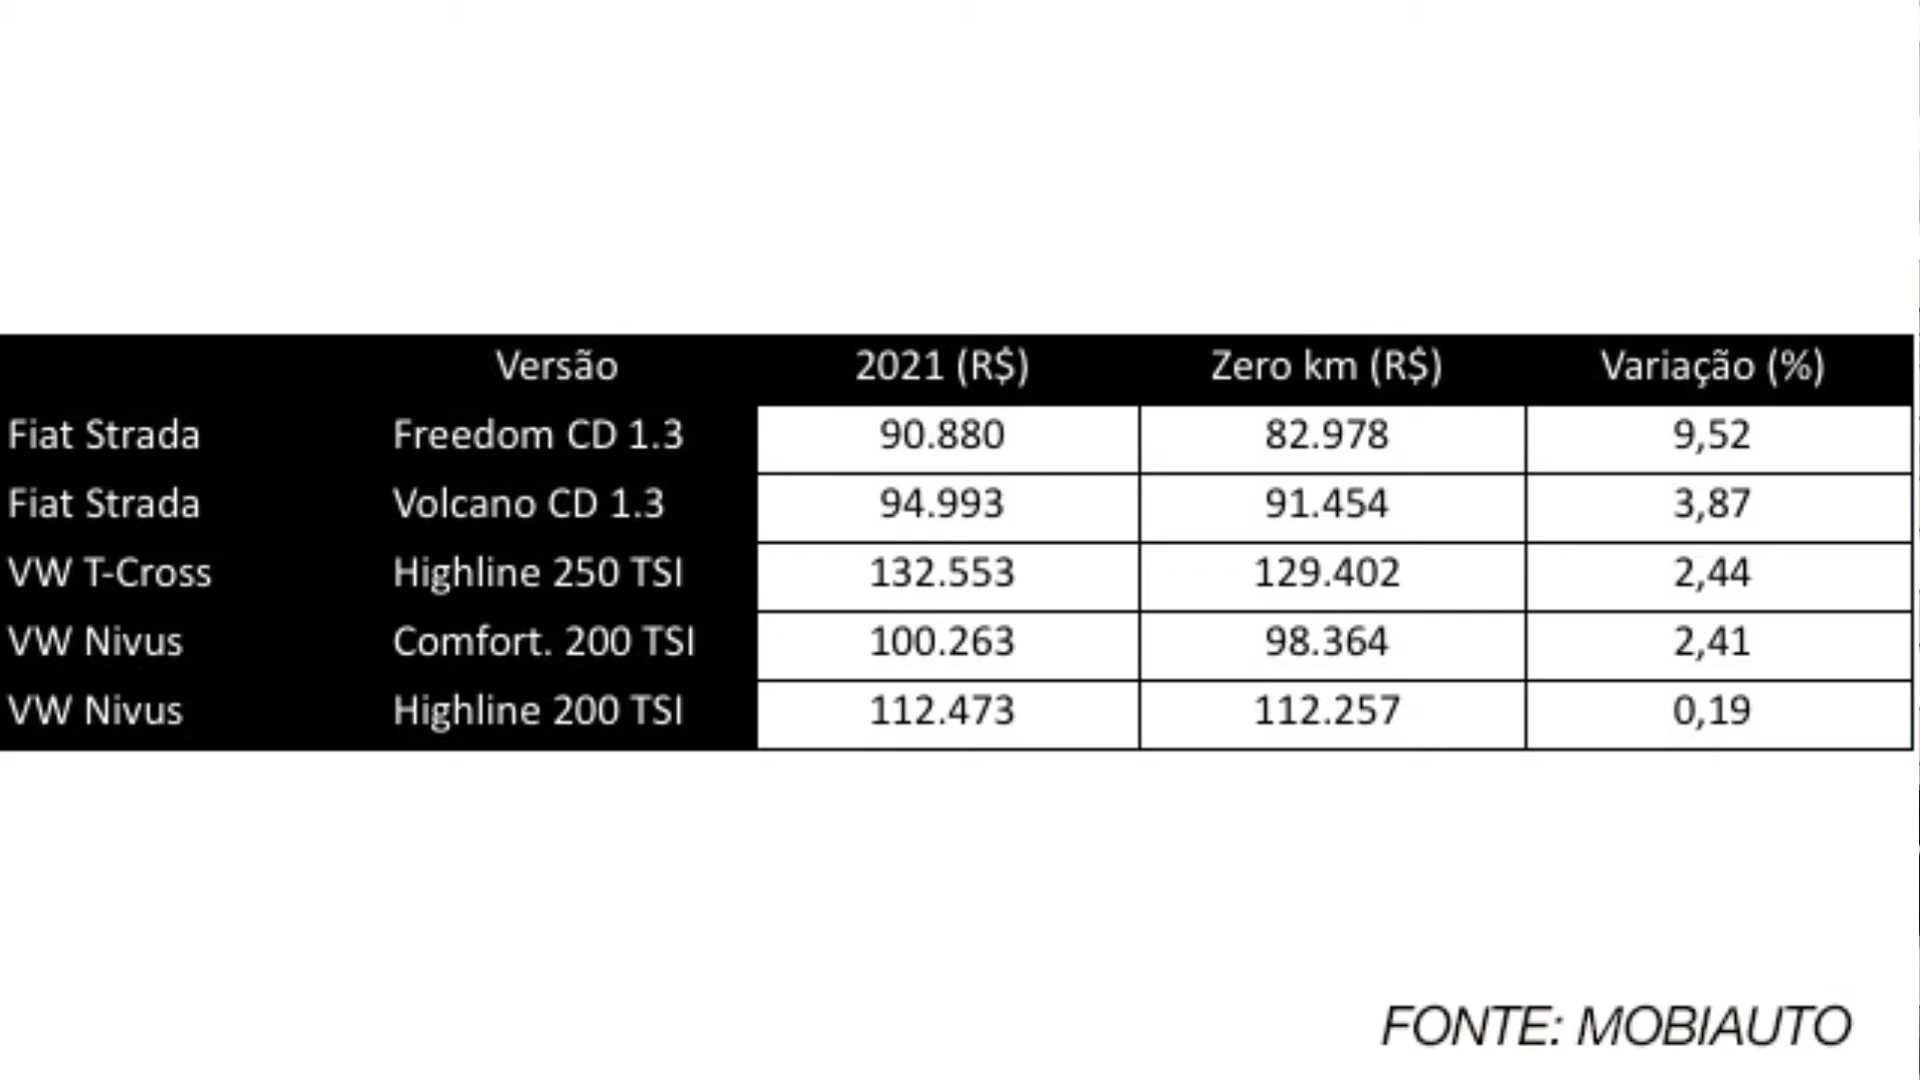 Versão 2021 (R$) Zero km (R$) Variação (%)
Fiat Strada Freedom CD 1.3 90.880 82.978 9,52
Fiat Strada Volcano CD 1.3 94.993 91.454 3,87
VW T-Cross Highline 250 TSI 132.553 129.402 2,44
VW Nivus Comfort. 200 TSI 100.263 98.364 2,41
VW Nivus Highline 200 TSI 112.473 112.257 0,19
FONTE: MOBIAUTO